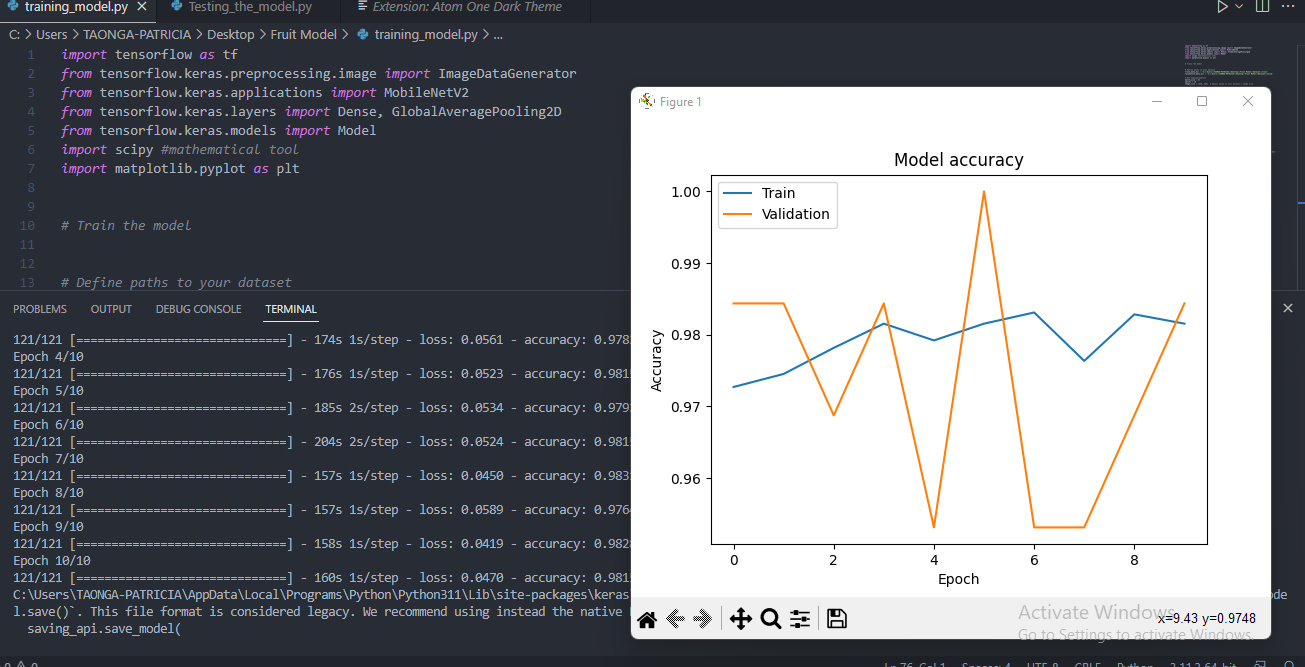 training_model.py
Testing_the_model.py
Extension: Atom One Dark Theme
C: > Users > TAONGA-PATRICIA > Desktop > Fruit Model > training_model.py > ...
1 import tensorflow as tf
2 from tensorflow.keras.preprocessing.image import ImageDataGenerator
3 from tensorflow.keras.applications import MobileNetV2
4 from tensorflow.keras.layers import Dense, GlobalAveragePooling2D
5 from tensorflow.keras.models import Model
6 import scipy #mathematical tool
7 import matplotlib.pyplot as plt
8
9
10 # Train the model
11
12
13 # Define paths to your dataset
PROBLEMS OUTPUT DEBUG CONSOLE TERMINAL
121/121 [==============================] - 174s 1s/step - loss: 0.0561 - accuracy: 0.978
Epoch 4/10
121/121 [==============================] - 176s 1s/step - loss: 0.0523 - accuracy: 0.981
Epoch 5/10
121/121 [==============================] - 185s 2s/step - loss: 0.0534 - accuracy: 0.979
Epoch 6/10
121/121 [==============================] - 204s 2s/step - loss: 0.0524 - accuracy: 0.981
Epoch 7/10
121/121 [==============================] - 157s 1s/step - loss: 0.0450 - accuracy: 0.983
Epoch 8/10
121/121 [==============================] - 157s 1s/step - loss: 0.0589 - accuracy: 0.976
Epoch 9/10
121/121 [==============================] - 158s 1s/step - loss: 0.0419 - accuracy: 0.982
Epoch 10/10
121/121 [==============================] - 160s 1s/step - loss: 0.0470 - accuracy: 0.981
C:\Users\TAONGA-PATRICIA\AppData\Local\Programs\Python\Python311\Lib\site-packages\keras
ode
l.save()`. This file format is considered legacy. We recommend using instead the native
saving_api.save_model(
Figure 1
Model accuracy
Train
Validation
1.00
0.99
0.98
0.97
0.96
Accuracy
0 2 4 6 8
Epoch
x=9.43 y=0.9748
Activate Windows
Go to Settings to activate Windows.